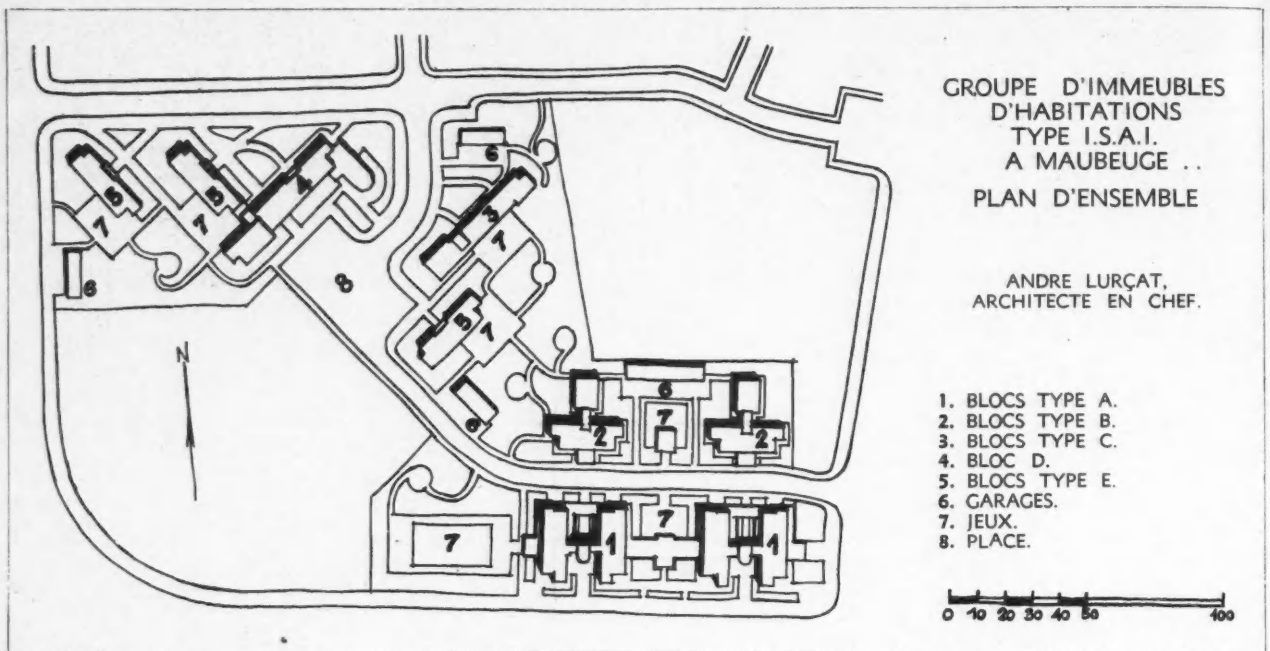 GROUPE D'IMMEUBLES
D'HABITATIONS
TYPE I.S.A.I.
A MAUBEUGE ..
PLAN D'ENSEMBLE
ANDRE LURÇAT,
ARCHITECTE EN CHEF.
1. BLOCS TYPE A.
2. BLOCS TYPE B.
3. BLOCS TYPE C.
4. BLOC D.
5. BLOCS TYPE E.
6. GARAGES.
7. JEUX.
8. PLACE.
0 10 20 30 40 50 100
N
5
5
4
7
7
6
6
3
7
8
5
7
6
6
7
2
2
7
7
1
1